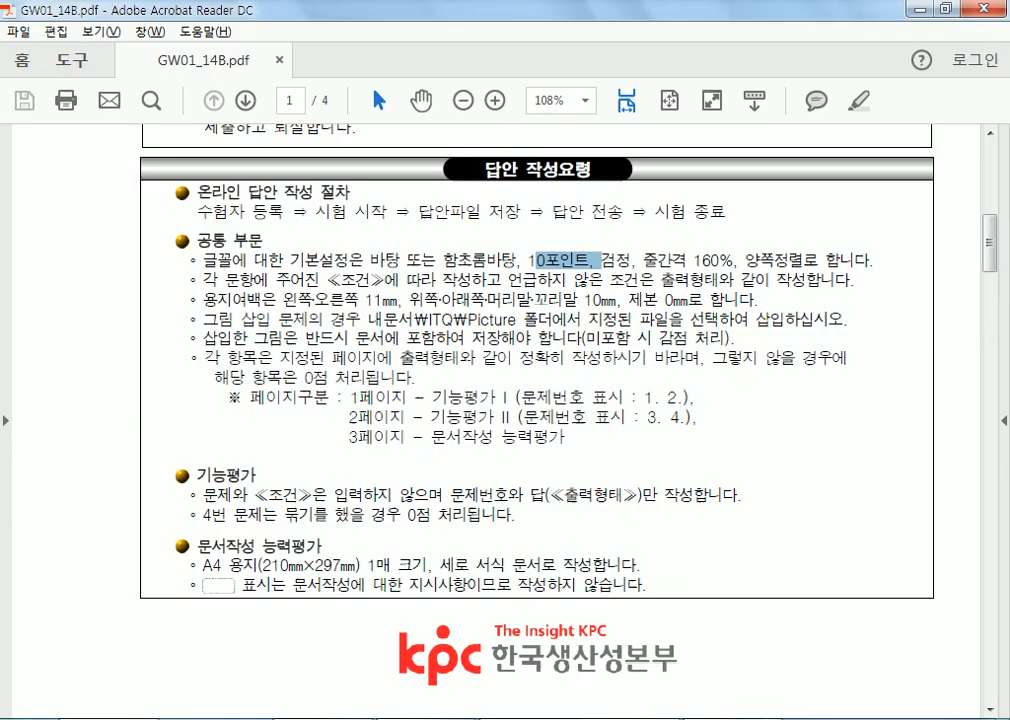 GW01_14B.pdf - Adobe Acrobat Reader DC
파일 편집 보기(V) 창(W) 도움말(H)
홈 도구 GW01_14B.pdf × ? 로그인
1 / 4 108%
제출하고 퇴실합니다.
답안 작성요령
온라인 답안 작성 절차
수험자 등록 ⇒ 시험 시작 ⇒ 답안파일 저장 ⇒ 답안 전송 ⇒ 시험 종료
공통 부문
◦ 글꼴에 대한 기본설정은 바탕 또는 함초롬바탕, 10포인트, 검정, 줄간격 160%, 양쪽정렬로 합니다.
◦ 각 문항에 주어진 ≪조건≫에 따라 작성하고 언급하지 않은 조건은 출력형태와 같이 작성합니다.
◦ 용지여백은 왼쪽·오른쪽 11㎜, 위쪽·아래쪽·머리말·꼬리말 10㎜, 제본 0㎜로 합니다.
◦ 그림 삽입 문제의 경우 내문서₩ITQ₩Picture 폴더에서 지정된 파일을 선택하여 삽입하십시오.
◦ 삽입한 그림은 반드시 문서에 포함하여 저장해야 합니다(미포함 시 감점 처리).
◦ 각 항목은 지정된 페이지에 출력형태와 같이 정확히 작성하시기 바라며, 그렇지 않을 경우에
해당 항목은 0점 처리됩니다.
※ 페이지구분 : 1페이지 – 기능평가 I (문제번호 표시 : 1. 2.),
2페이지 – 기능평가 II (문제번호 표시 : 3. 4.),
3페이지 – 문서작성 능력평가
기능평가
◦ 문제와 ≪조건≫은 입력하지 않으며 문제번호와 답(≪출력형태≫)만 작성합니다.
◦ 4번 문제는 묶기를 했을 경우 0점 처리됩니다.
문서작성 능력평가
◦ A4 용지(210㎜×297㎜) 1매 크기, 세로 서식 문서로 작성합니다.
◦ 표시는 문서작성에 대한 지시사항이므로 작성하지 않습니다.
The Insight KPC
kpc 한국생산성본부